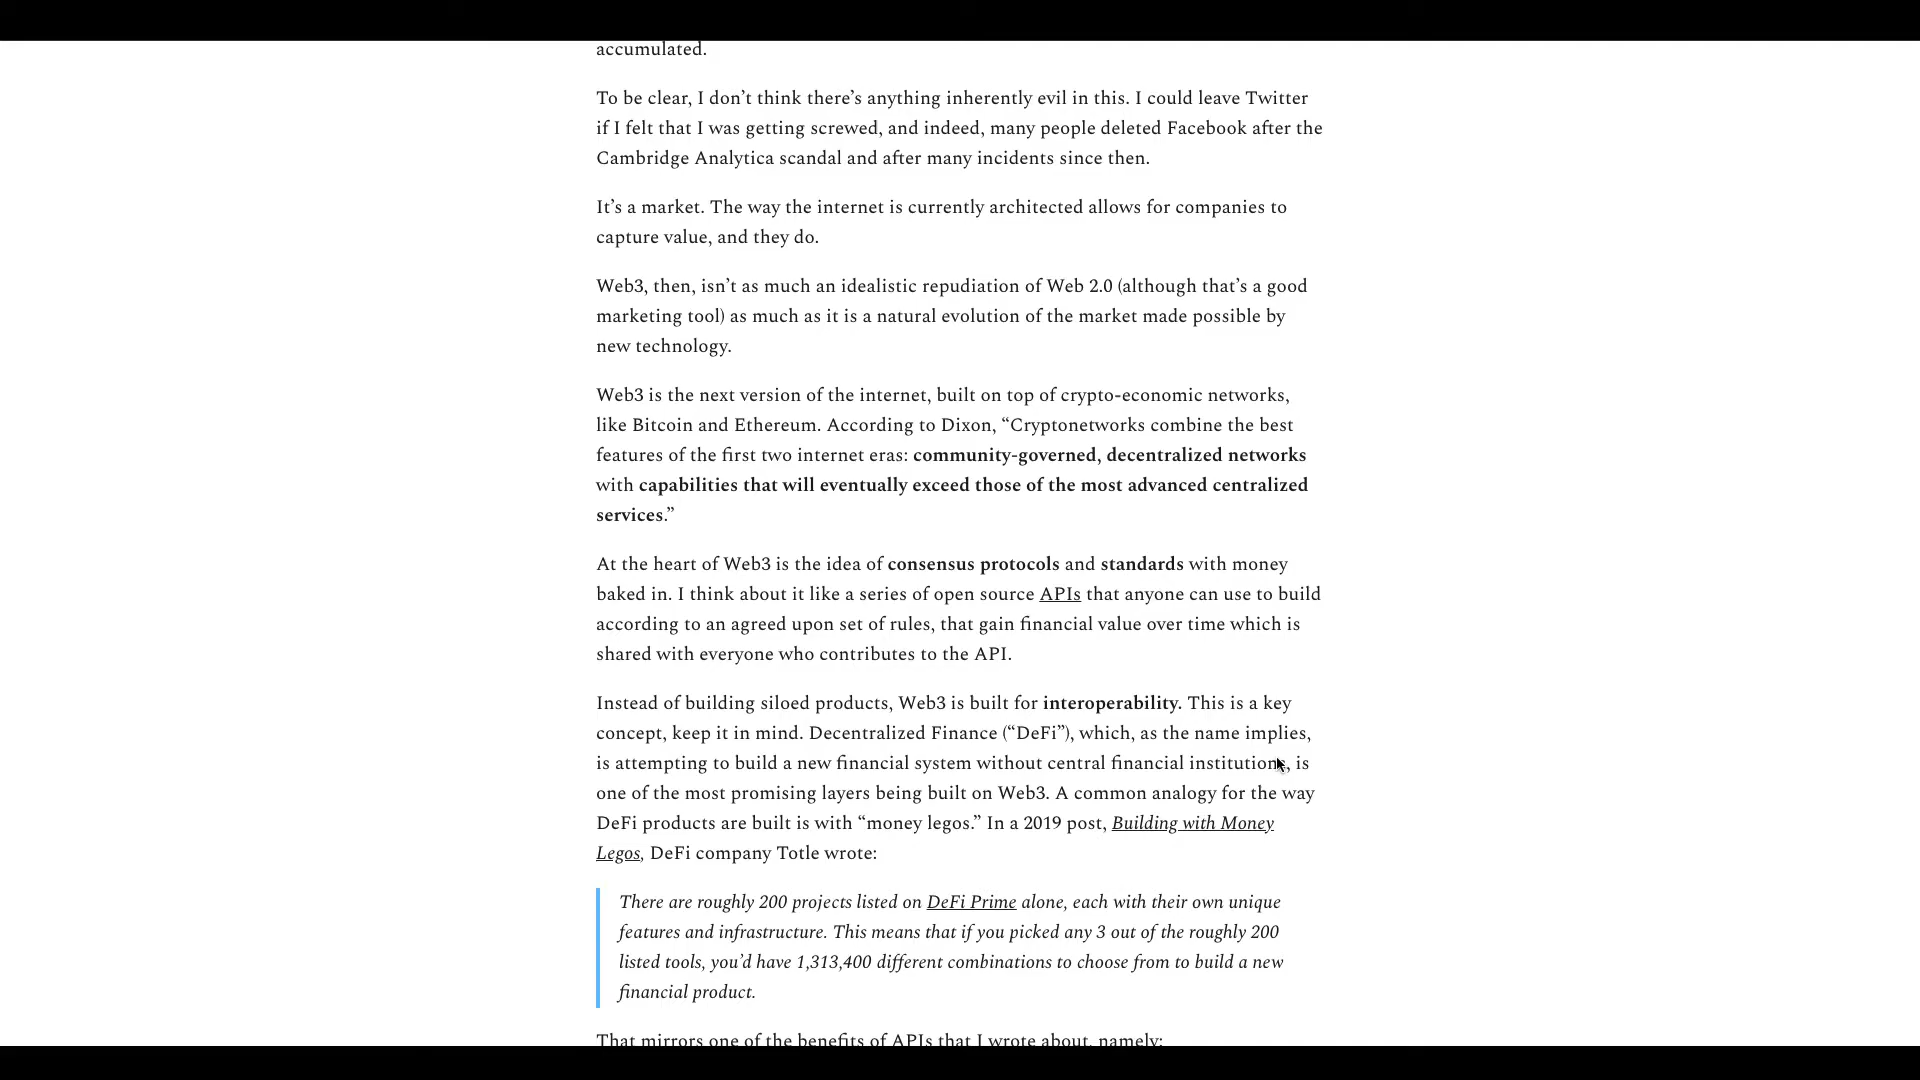 accumulated.
To be clear, I don’t think there’s anything inherently evil in this. I could leave Twitter
if I felt that I was getting screwed, and indeed, many people deleted Facebook after the
Cambridge Analytica scandal and after many incidents since then.
It’s a market. The way the internet is currently architected allows for companies to
capture value, and they do.
Web3, then, isn’t as much an idealistic repudiation of Web 2.0 (although that’s a good
marketing tool) as much as it is a natural evolution of the market made possible by
new technology.
Web3 is the next version of the internet, built on top of crypto-economic networks,
like Bitcoin and Ethereum. According to Dixon, “Cryptonetworks combine the best
features of the first two internet eras: community-governed, decentralized networks
with capabilities that will eventually exceed those of the most advanced centralized
services.”
At the heart of Web3 is the idea of consensus protocols and standards with money
baked in. I think about it like a series of open source APIs that anyone can use to build
according to an agreed upon set of rules, that gain financial value over time which is
shared with everyone who contributes to the API.
Instead of building siloed products, Web3 is built for interoperability. This is a key
concept, keep it in mind. Decentralized Finance (“DeFi”), which, as the name implies,
is attempting to build a new financial system without central financial institutions, is
one of the most promising layers being built on Web3. A common analogy for the way
DeFi products are built is with “money legos.” In a 2019 post, Building with Money
Legos, DeFi company Totle wrote:
There are roughly 200 projects listed on DeFi Prime alone, each with their own unique
features and infrastructure. This means that if you picked any 3 out of the roughly 200
listed tools, you’d have 1,313,400 different combinations to choose from to build a new
financial product.
That mirrors one of the benefits of APIs that I wrote about, namely: